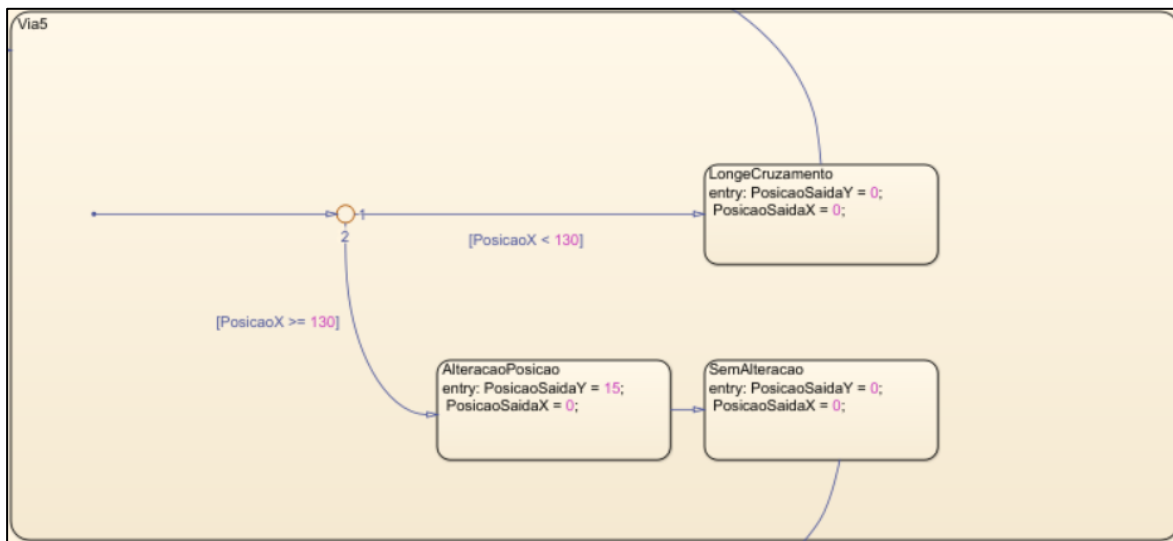 Via5
LongeCruzamento
entry: PosicaoSaidaY = 0;
PosicaoSaidaX = 0;
1
2
[PosicaoX < 130]
[PosicaoX >= 130]
AlteracaoPosicao
entry: PosicaoSaidaY = 15;
PosicaoSaidaX = 0;
SemAlteracao
entry: PosicaoSaidaY = 0;
PosicaoSaidaX = 0;